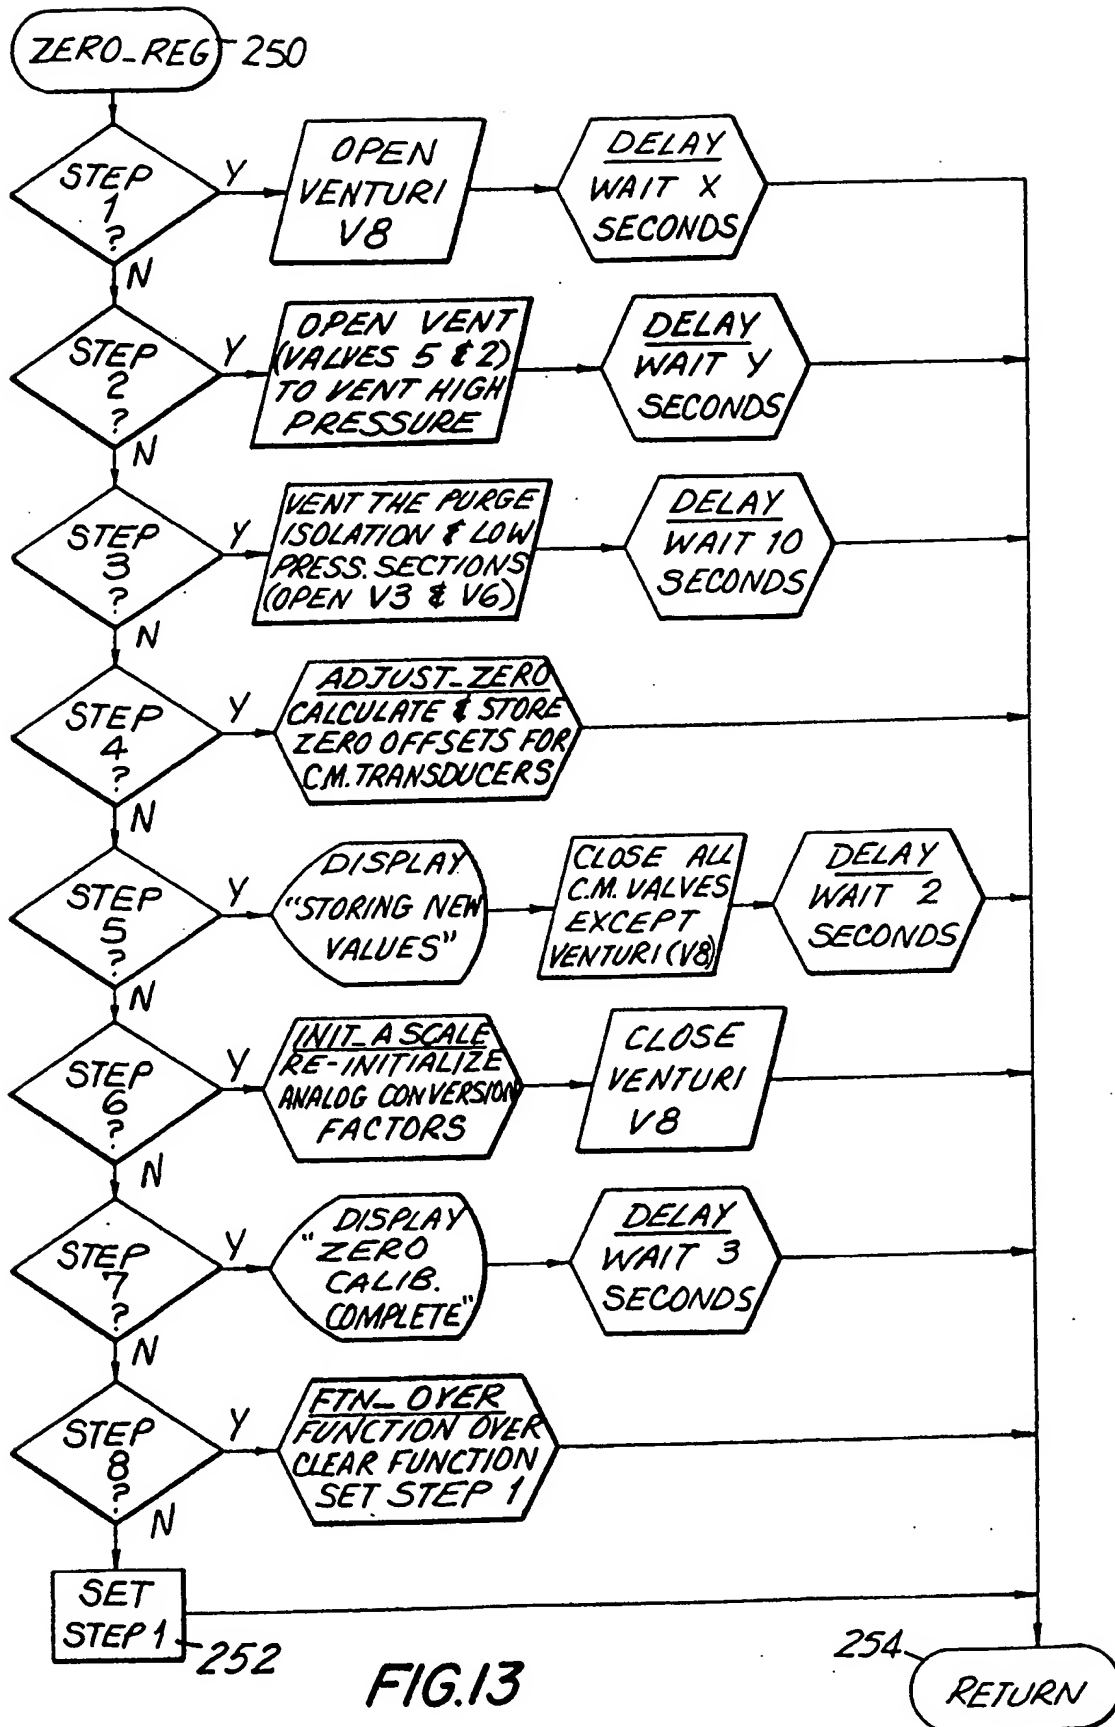 ZERO_REG 250
STEP
1
?
Y
N
OPEN
VENTURI
V8
DELAY
WAIT X
SECONDS
STEP
2
?
Y
N
OPEN VENT
(VALVES 5 & 2)
TO VENT HIGH
PRESSURE
DELAY
WAIT Y
SECONDS
STEP
3
?
Y
N
VENT THE PURGE
ISOLATION & LOW
PRESS. SECTIONS
(OPEN V3 & V6)
DELAY
WAIT 10
SECONDS
STEP
4
?
Y
N
ADJUST_ZERO
CALCULATE & STORE
ZERO OFFSETS FOR
C.M. TRANSDUCERS
STEP
5
?
Y
N
DISPLAY
"STORING NEW
VALUES"
CLOSE ALL
C.M. VALVES
EXCEPT
VENTURI (V8)
DELAY
WAIT 2
SECONDS
STEP
6
?
Y
N
INIT_A SCALE
RE-INITIALIZE
ANALOG CONVERSION
FACTORS
CLOSE
VENTURI
V8
STEP
7
?
Y
N
DISPLAY
"ZERO
CALIB.
COMPLETE"
DELAY
WAIT 3
SECONDS
STEP
8
?
Y
N
FTN_OVER
FUNCTION OVER
CLEAR FUNCTION
SET STEP 1
SET
STEP 1
252
FIG.13
254
RETURN